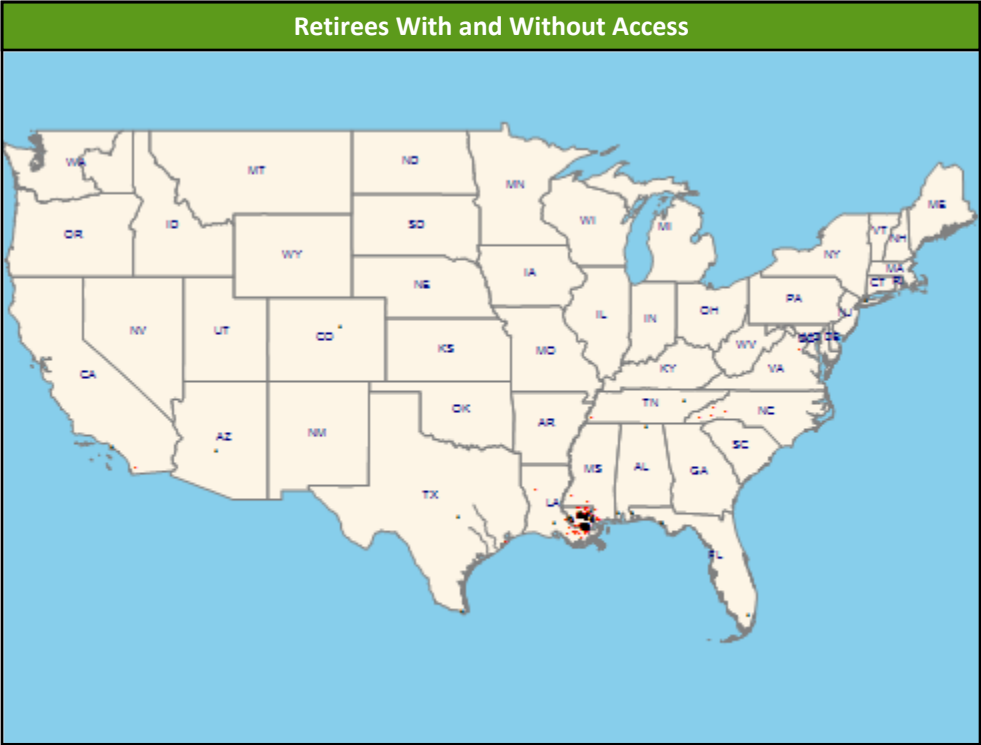 Retirees With and Without Access
WA
MT
ND
MN
ME
OR
ID
SD
WI
MI
VT
NH
NY
WY
MA
IA
NE
CT
RI
PA
NV
UT
CO
IL
IN
OH
NJ
KS
MO
WV
DE
CA
KY
VA
TN
NC
OK
AR
AZ
NM
SC
MS
AL
GA
TX
LA
FL